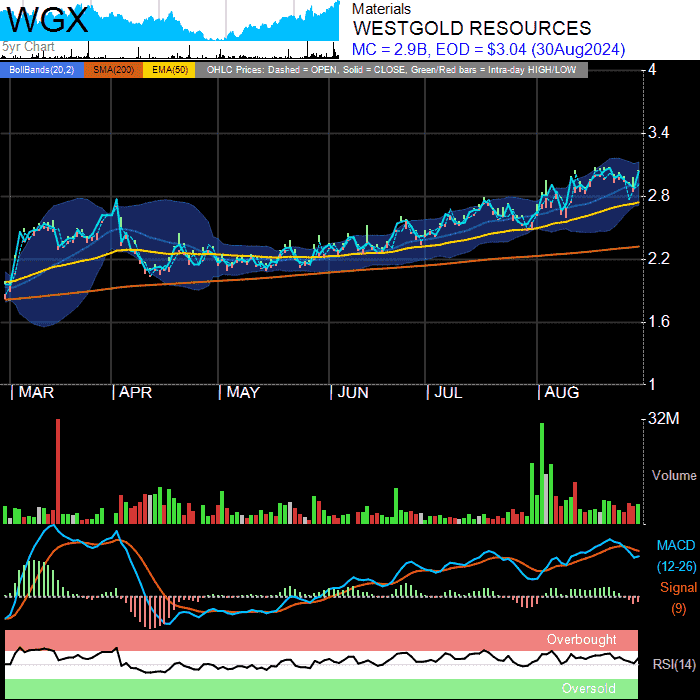 WGX
5yr Chart
Materials
WESTGOLD RESOURCES
MC = 2.9B, EOD = $3.04 (30Aug2024)
BollBands(20,2) SMA(200) EMA(50) OHLC Prices: Dashed = OPEN, Solid = CLOSE, Green/Red bars = Intra-day HIGH/LOW
4
3.4
2.8
2.2
1.6
1
MAR APR MAY JUN JUL AUG
32M
Volume
MACD
(12-26)
Signal
(9)
Overbought
RSI(14)
Oversold